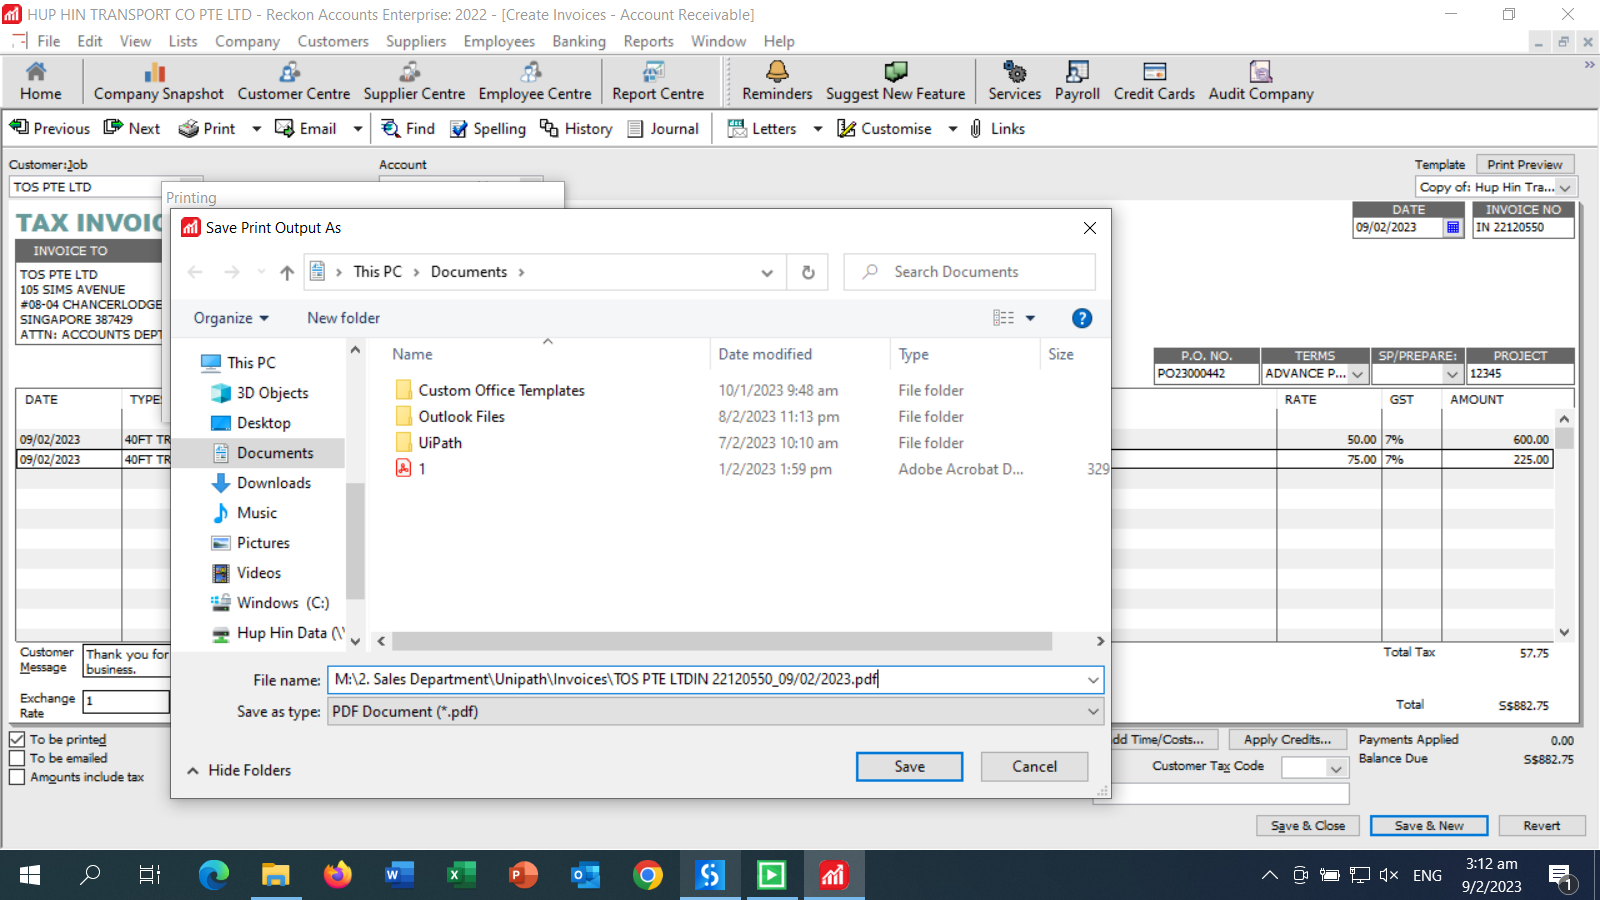 HUP HIN TRANSPORT CO PTE LTD - Reckon Accounts Enterprise: 2022 - [Create Invoices - Account Receivable]
File Edit View Lists Company Customers Suppliers Employees Banking Reports Window Help
Home Company Snapshot Customer Centre Supplier Centre Employee Centre Report Centre Reminders Suggest New Feature Services Payroll Credit Cards Audit Company
Previous Next Print Email Find Spelling History Journal Letters Customise Links
Customer:Job Account Template Print Preview
TOS PTE LTD Copy of: Hup Hin Tra...
Printing
TAX INVOIC
DATE INVOICE NO
09/02/2023 IN 22120550
INVOICE TO
TOS PTE LTD
105 SIMS AVENUE
#08-04 CHANCERLODGE
SINGAPORE 387429
ATTN: ACCOUNTS DEPT
P.O. NO. TERMS SP/PREPARE: PROJECT
PO23000442 ADVANCE P... 12345
DATE TYPE: RATE GST AMOUNT
09/02/2023 40FT TR 50.00 7% 600.00
09/02/2023 40FT TR 75.00 7% 225.00
Save Print Output As
This PC Documents
Search Documents
Organize New folder
Name Date modified Type Size
This PC
3D Objects
Desktop
Documents
Downloads
Music
Pictures
Videos
Windows (C:)
Hup Hin Data (\\
Custom Office Templates 10/1/2023 9:48 am File folder
Outlook Files 8/2/2023 11:13 pm File folder
UiPath 7/2/2023 10:10 am File folder
1 1/2/2023 1:59 pm Adobe Acrobat D... 329
File name: M:\2. Sales Department\Unipath\Invoices\TOS PTE LTDIN 22120550_09/02/2023.pdf
Save as type: PDF Document (*.pdf)
Hide Folders Save Cancel
Customer
Message
Thank you for
business.
Total Tax 57.75
Exchange
Rate
1
Total S$882.75
To be printed
To be emailed
Amounts include tax
dd Time/Costs... Apply Credits... Payments Applied 0.00
Customer Tax Code Balance Due S$882.75
Save & Close Save & New Revert
ENG 3:12 am
9/2/2023
1